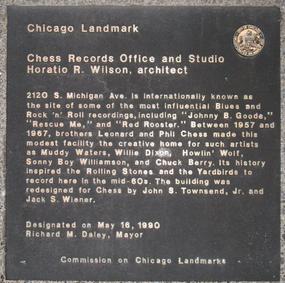 Chicago Landmark
Chess Records Office and Studio
Horatio R. Wilson, architect
2120 S. Michigan Ave. is internationally known as
the site of some of the most influential Blues and
Rock 'n' Roll recordings, including "Johnny B. Goode,"
"Rescue Me," and "Red Rooster." Between 1957 and
1967, brothers Leonard and Phil Chess made this
modest facility the creative home for such artists
as Muddy Waters, Willie Dixon, Howlin' Wolf,
Sonny Boy Williamson, and Chuck Berry. Its history
inspired the Rolling Stones and the Yardbirds to
record here in the mid-60s. The building was
redesigned for Chess by John S. Townsend, Jr. and
Jack S. Wiener.
Designated on May 16, 1990
Richard M. Daley, Mayor
Commission on Chicago Landmarks